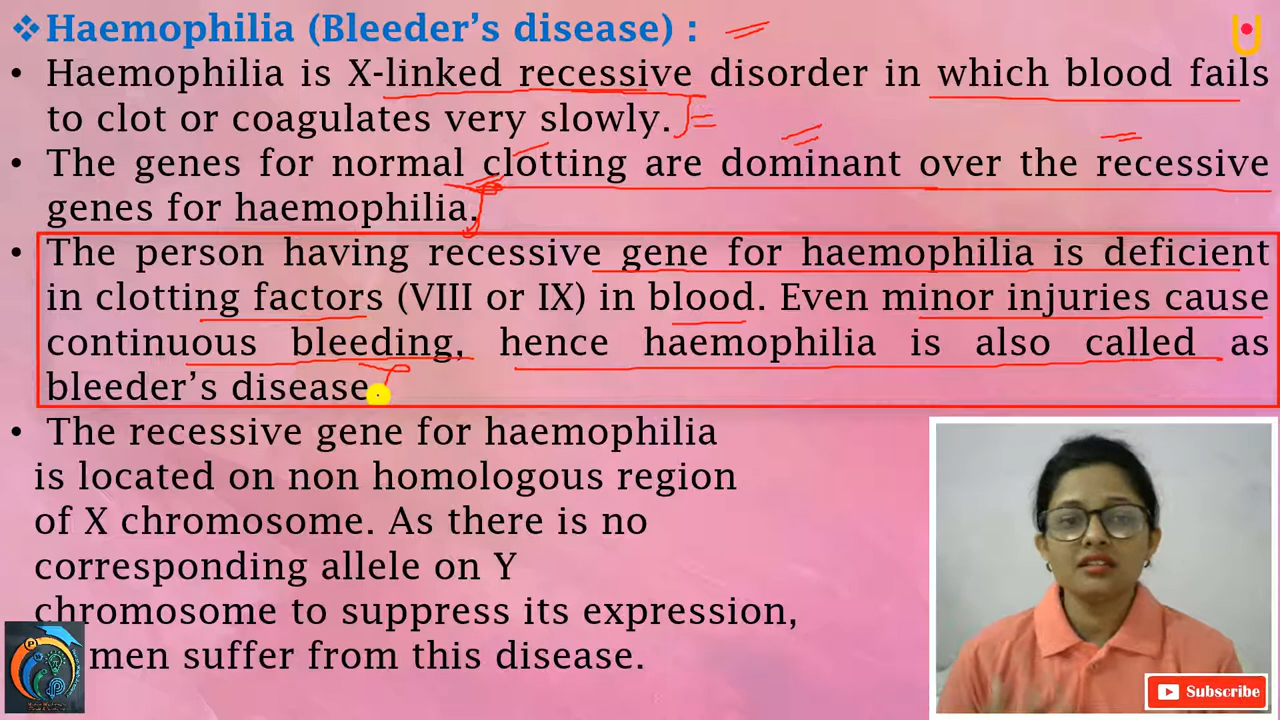 ❖Haemophilia (Bleeder’s disease) :
• Haemophilia is X-linked recessive disorder in which blood fails
to clot or coagulates very slowly.
• The genes for normal clotting are dominant over the recessive
genes for haemophilia.
• The person having recessive gene for haemophilia is deficient
in clotting factors (VIII or IX) in blood. Even minor injuries cause
continuous bleeding, hence haemophilia is also called as
bleeder’s disease.
• The recessive gene for haemophilia
is located on non homologous region
of X chromosome. As there is no
corresponding allele on Y
chromosome to suppress its expression,
men suffer from this disease.
Subscribe